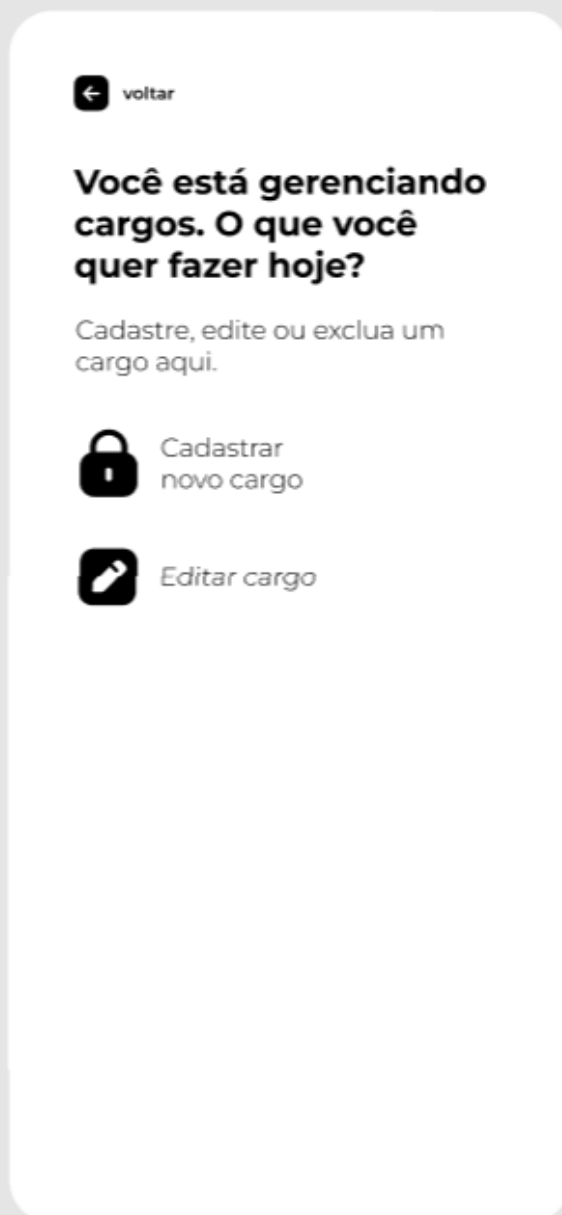 voltar
Você está gerenciando
cargos. O que você
quer fazer hoje?
Cadastre, edite ou exclua um
cargo aqui.
Cadastrar
novo cargo
Editar cargo